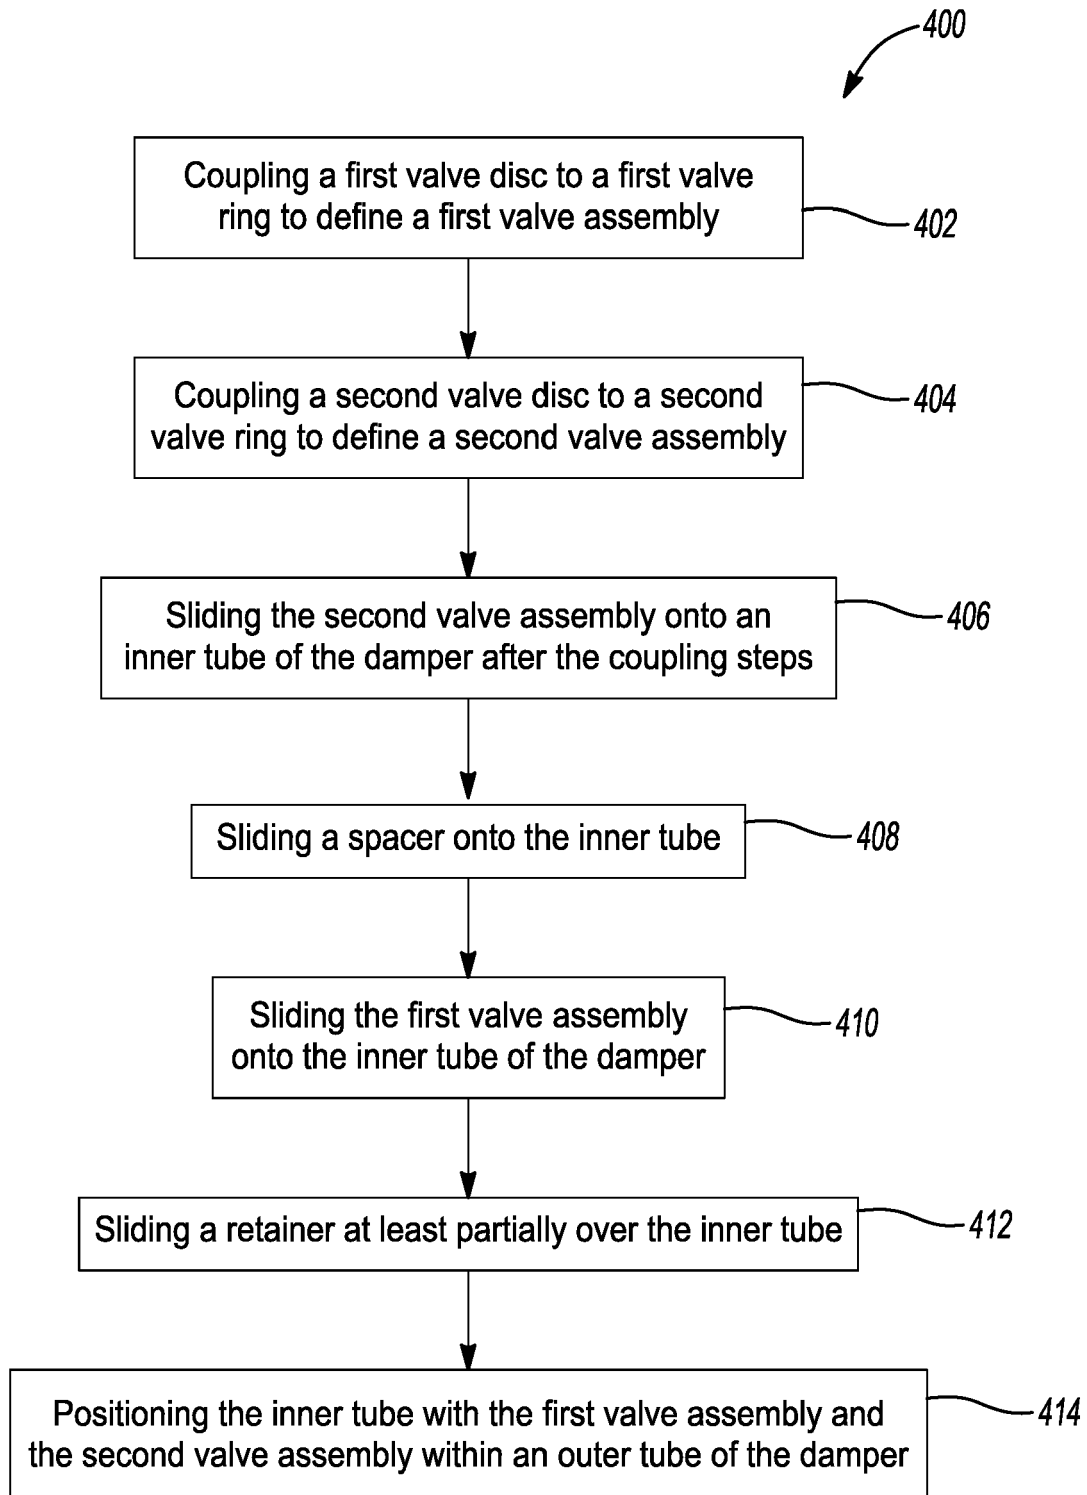 400
Coupling a first valve disc to a first valve
ring to define a first valve assembly
402
Coupling a second valve disc to a second
valve ring to define a second valve assembly
404
Sliding the second valve assembly onto an
inner tube of the damper after the coupling steps
406
Sliding a spacer onto the inner tube
408
Sliding the first valve assembly
onto the inner tube of the damper
410
Sliding a retainer at least partially over the inner tube
412
Positioning the inner tube with the first valve assembly and
the second valve assembly within an outer tube of the damper
414